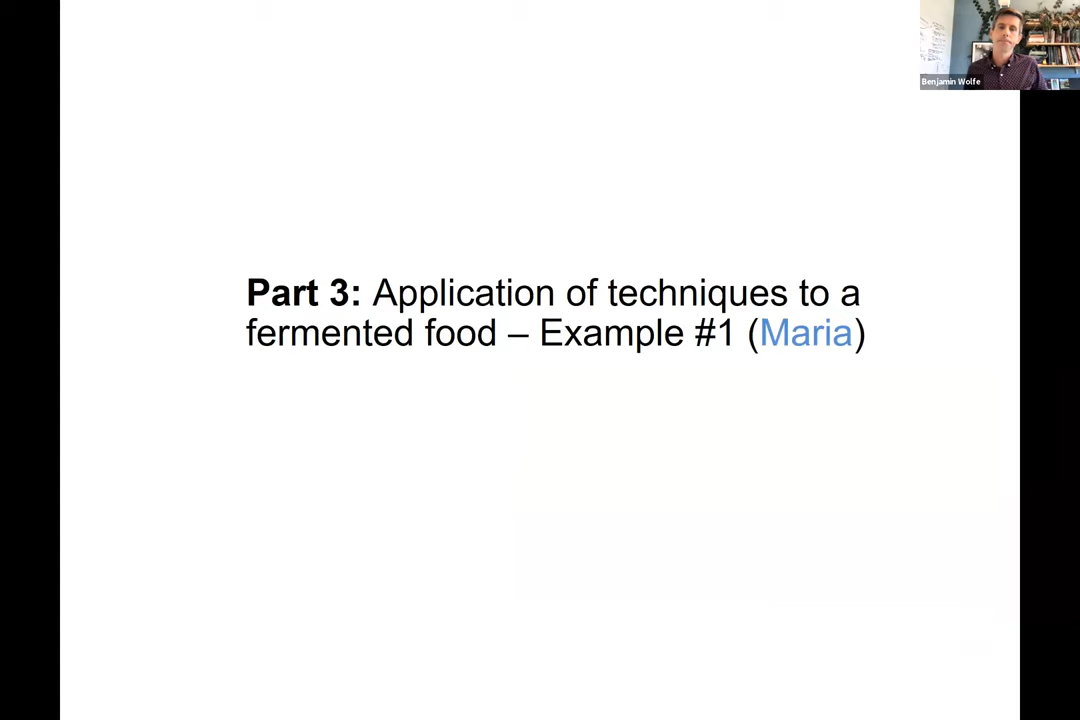 Benjamin Wolfe
Part 3: Application of techniques to a
fermented food – Example #1 (Maria)